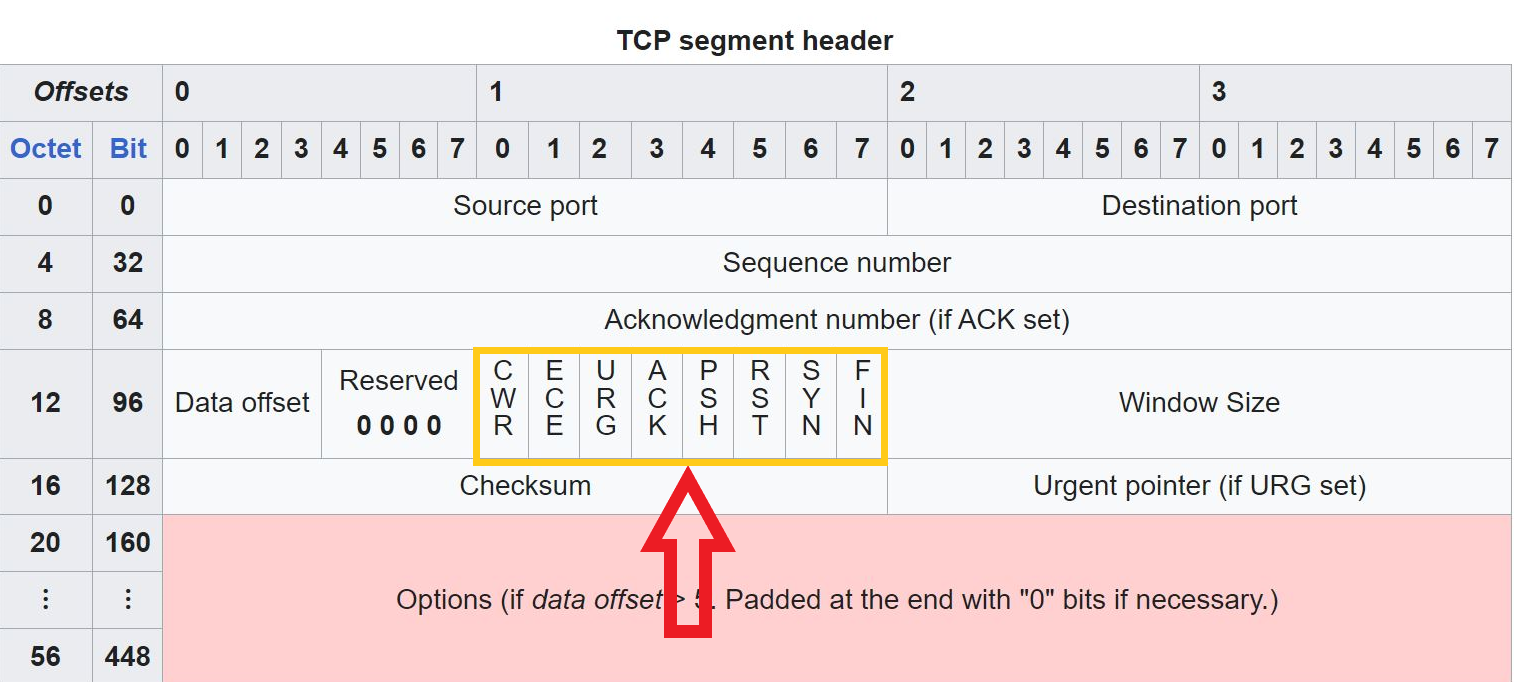 TCP segment header
Offsets 0 1 2 3
Octet Bit 0 1 2 3 4 5 6 7 0 1 2 3 4 5 6 7 0 1 2 3 4 5 6 7 0 1 2 3 4 5 6 7
0 0 Source port Destination port
4 32 Sequence number
8 64 Acknowledgment number (if ACK set)
12 96 Data offset Reserved 0 0 0 0 CWR ECE URG ACK PSH RST SYN FIN Window Size
16 128 Checksum Urgent pointer (if URG set)
20 160
⋮ ⋮ Options (if data offset > 5. Padded at the end with "0" bits if necessary.)
56 448